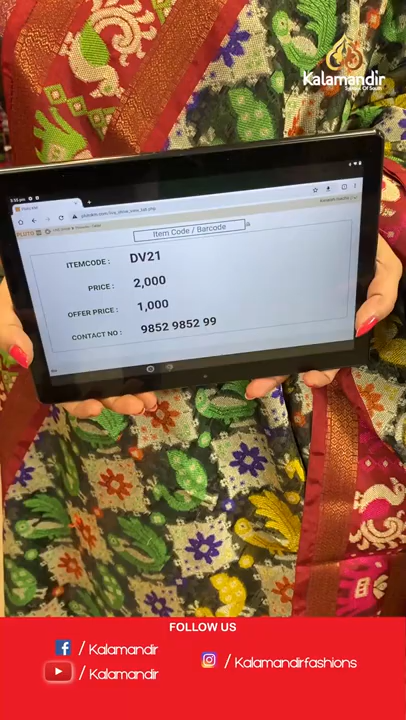 Kalamandir
Symbol of South
Item Code / Barcode
ITEMCODE : DV21
PRICE : 2,000
OFFER PRICE : 1,000
CONTACT NO : 9852 9852 99
FOLLOW US
/ Kalamandir
/ Kalamandir
/ Kalamandirfashions